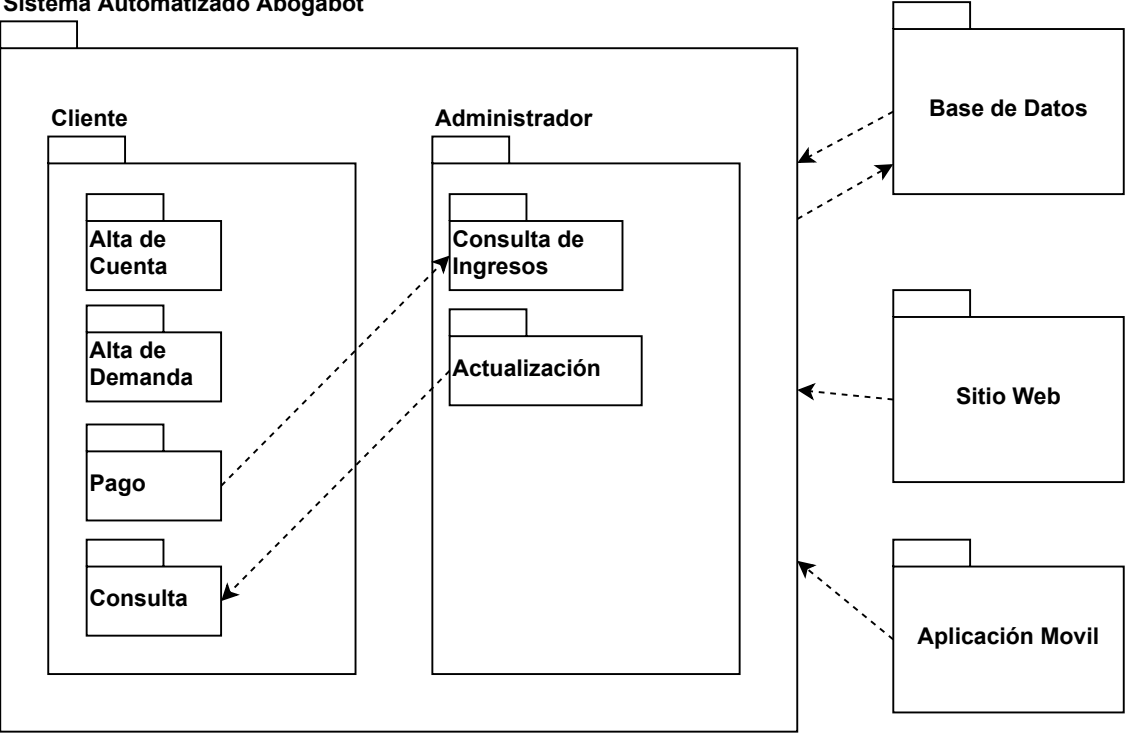 Sistema Automatizado Abogabot
Cliente
Alta de
Cuenta
Alta de
Demanda
Pago
Consulta
Administrador
Consulta de
Ingresos
Actualización
Base de Datos
Sitio Web
Aplicación Movil